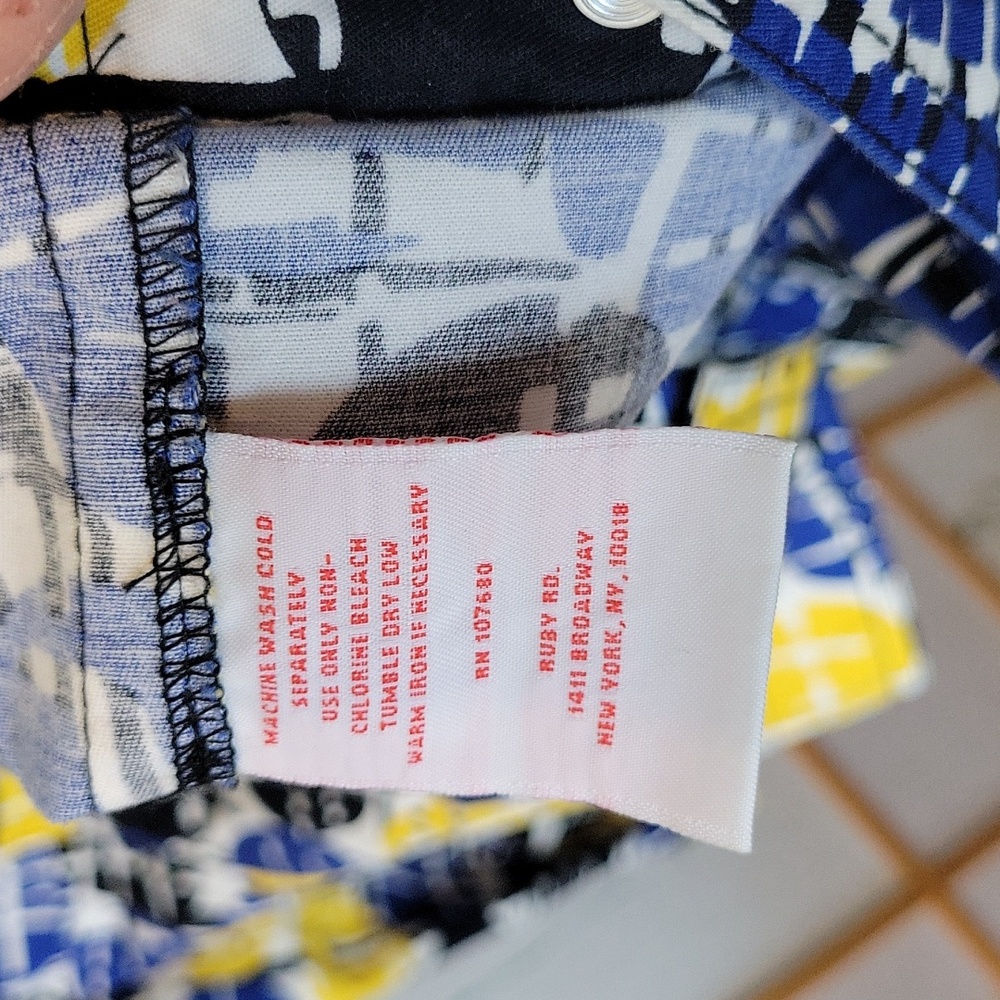 MACHINE WASH COLD
SEPARATELY
USE ONLY NON-
CHLORINE BLEACH
TUMBLE DRY LOW
WARM IRON IF NECESSARY
RN 107680
RUBY RD.
1411 BROADWAY
NEW YORK, NY, 10018